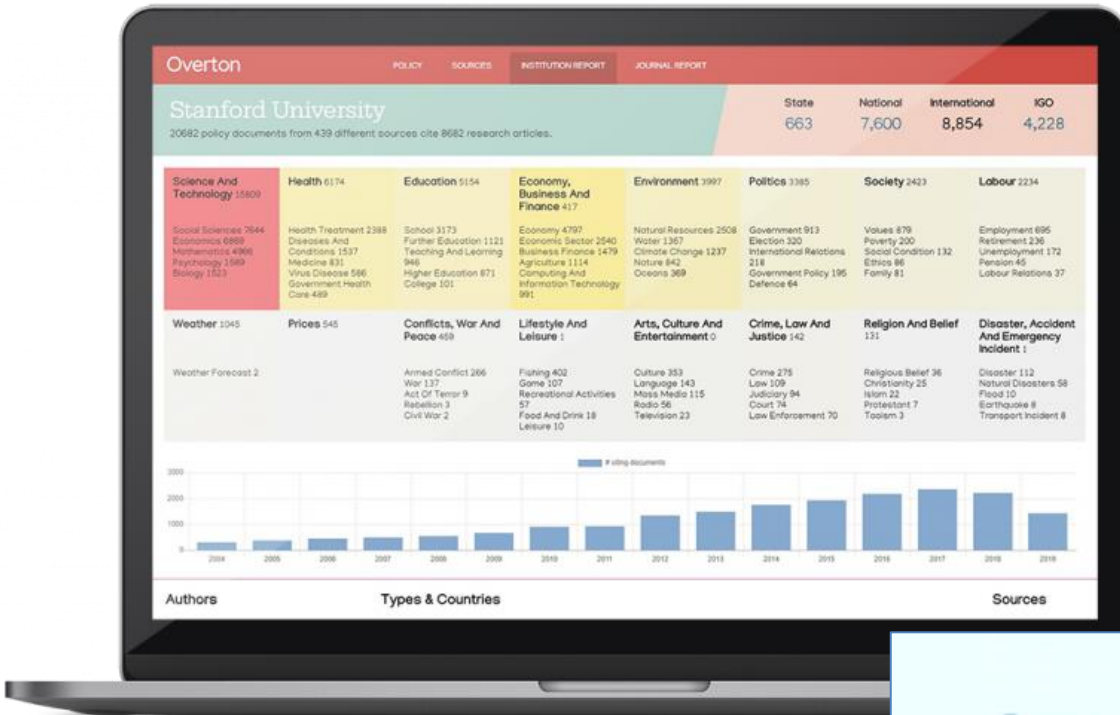 Overton
POLICY SOURCES INSTITUTION REPORT JOURNAL REPORT
Stanford University
20682 policy documents from 439 different sources cite 8682 research articles.
State National International IGO
663 7,600 8,854 4,228
Science And
Technology 15809
Social Sciences 7644
Economics 6869
Mathematics 4966
Psychology 1589
Biology 1523
Health 6174
Health Treatment 2388
Diseases And
Conditions 1537
Medicine 831
Virus Disease 586
Government Health
Care 489
Education 5154
School 3173
Further Education 1121
Teaching And Learning
946
Higher Education 871
College 101
Economy,
Business And
Finance 417
Economy 4797
Economic Sector 2540
Business Finance 1479
Agriculture 1114
Computing And
Information Technology
991
Environment 3997
Natural Resources 2508
Water 1367
Climate Change 1237
Nature 842
Oceans 369
Politics 3385
Government 913
Election 320
International Relations
218
Government Policy 195
Defence 64
Society 2423
Values 879
Poverty 200
Social Condition 132
Ethics 86
Family 81
Labour 2234
Employment 695
Retirement 236
Unemployment 172
Pension 45
Labour Relations 37
Weather 1045
Weather Forecast 2
Prices 545
Conflicts, War And
Peace 459
Armed Conflict 266
War 137
Act Of Terror 9
Rebellion 3
Civil War 2
Lifestyle And
Leisure 1
Fishing 402
Game 107
Recreational Activities
57
Food And Drink 18
Leisure 10
Arts, Culture And
Entertainment 0
Culture 353
Language 143
Mass Media 115
Radio 56
Television 23
Crime, Law And
Justice 142
Crime 275
Law 109
Judiciary 94
Court 74
Law Enforcement 70
Religion And Belief
131
Religious Belief 36
Christianity 25
Islam 22
Protestant 7
Taoism 3
Disaster, Accident
And Emergency
Incident 1
Disaster 112
Natural Disasters 58
Flood 10
Earthquake 8
Transport Incident 8
# citing documents
3000
2000
1000
0
2004 2005 2006 2007 2008 2009 2010 2011 2012 2013 2014 2015 2016 2017 2018 2019
Authors Types & Countries Sources